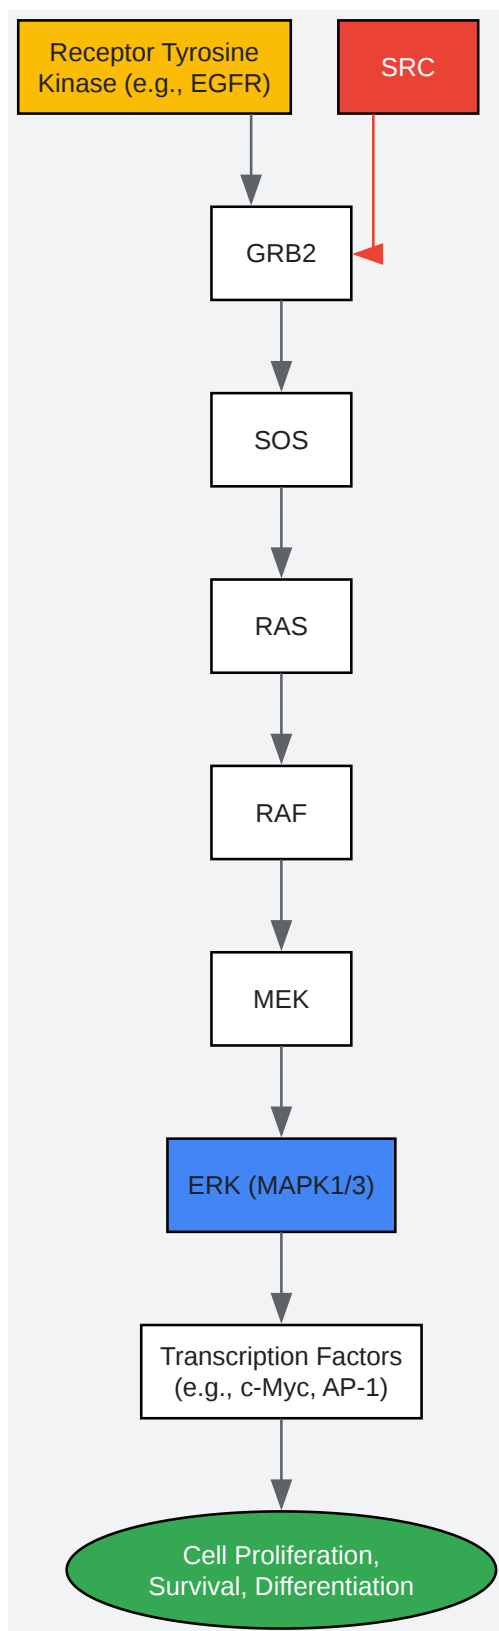 Receptor Tyrosine
Kinase (e.g., EGFR)
SRC
GRB2
SOS
RAS
RAF
MEK
ERK (MAPK1/3)
Transcription Factors
(e.g., c-Myc, AP-1)
Cell Proliferation,
Survival, Differentiation